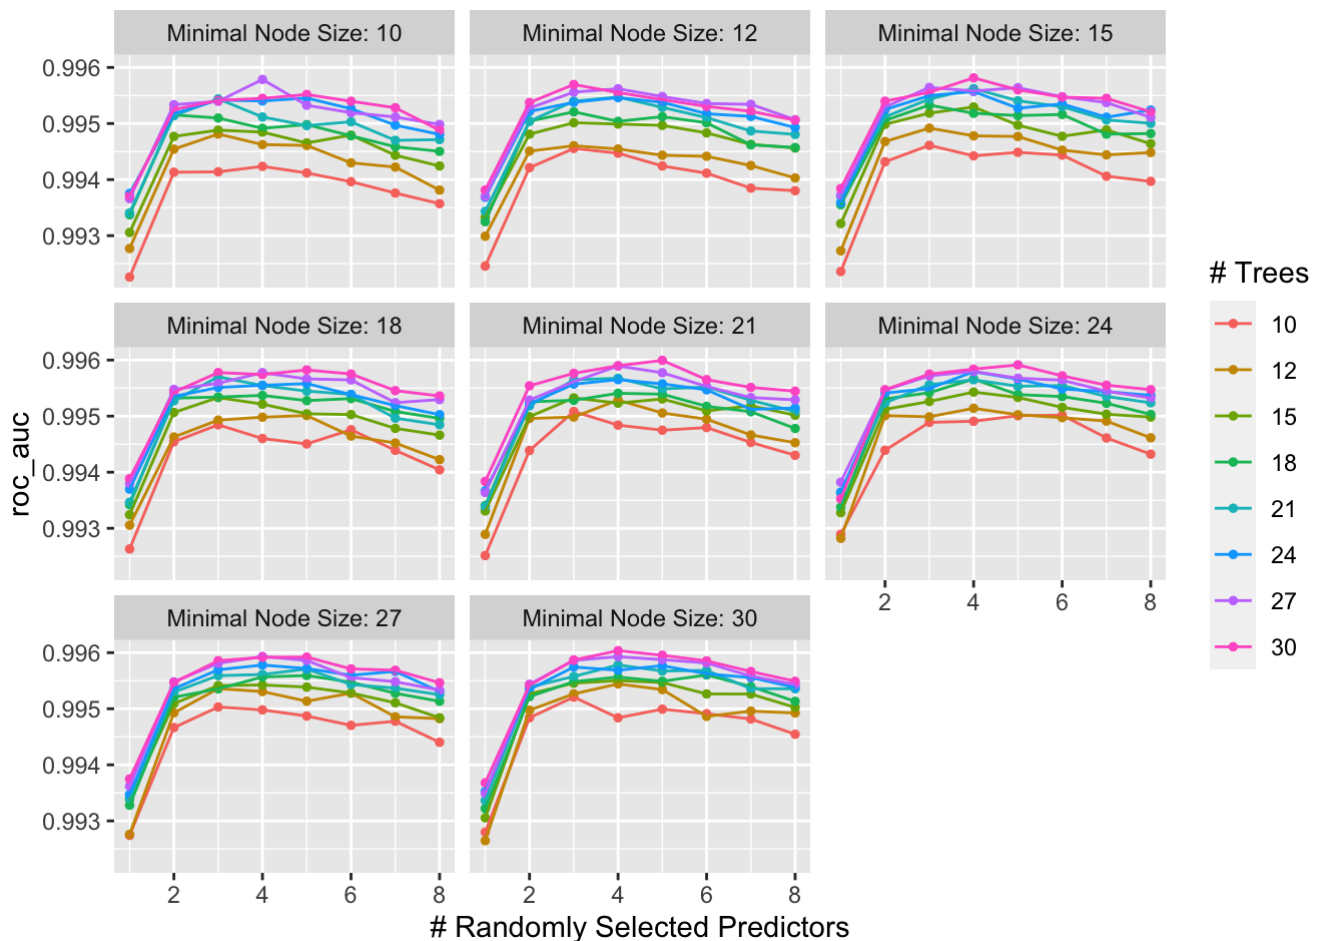 Minimal Node Size: 10
Minimal Node Size: 12
Minimal Node Size: 15
0.996
0.995
0.994
0.993
Minimal Node Size: 18
Minimal Node Size: 21
Minimal Node Size: 24
0.996
0.995
0.994
0.993
2 4 6 8
Minimal Node Size: 27
Minimal Node Size: 30
0.996
0.995
0.994
0.993
2 4 6 8
2 4 6 8
# Randomly Selected Predictors
roc_auc
# Trees
10
12
15
18
21
24
27
30